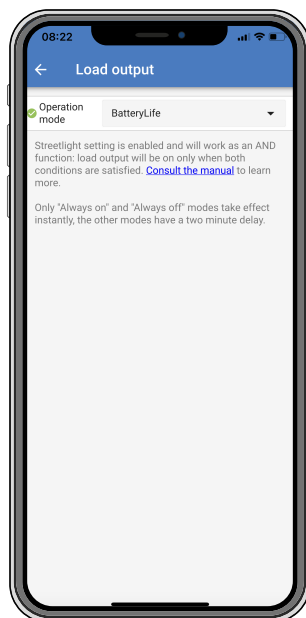 08:22
Load output
Operation
mode
BatteryLife
Streetlight setting is enabled and will work as an AND
function: load output will be on only when both
conditions are satisfied. Consult the manual to learn
more.
Only "Always on" and "Always off" modes take effect
instantly, the other modes have a two minute delay.